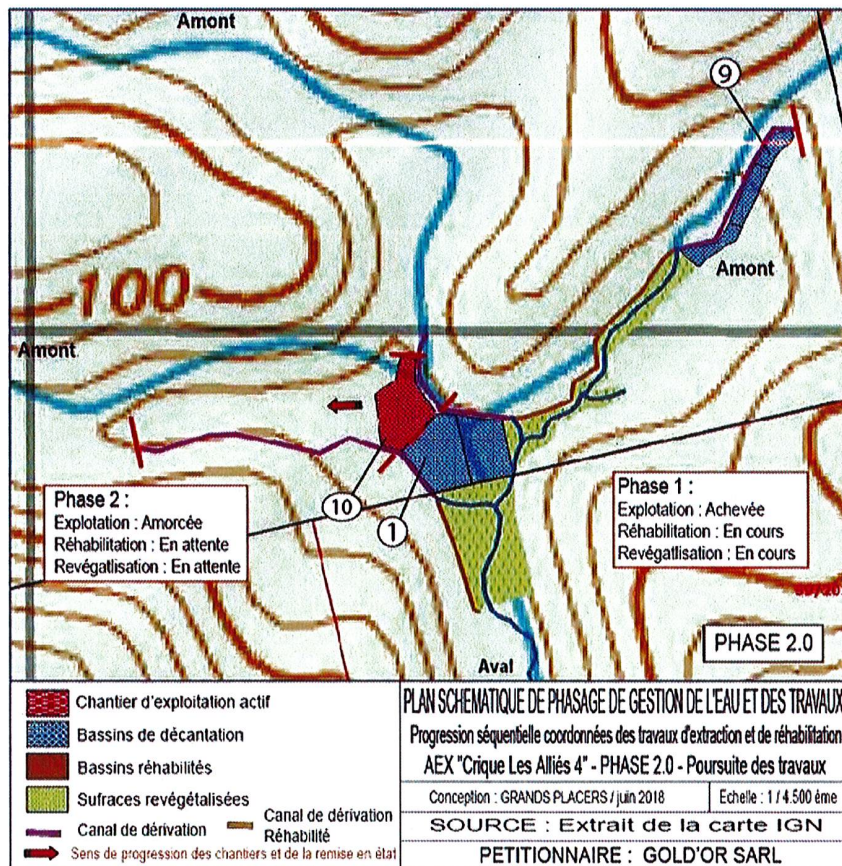 Amont
9
Amont
100
Amont
Phase 2 :
Explotation : Amorcée
Réhabilitation : En attente
Revégatlisation : En attente
10
1
Phase 1 :
Explotation : Achevée
Réhabilitation : En cours
Revégatlisation : En cours
PHASE 2.0
Aval
Chantier d'exploitation actif
Bassins de décantation
Bassins réhabilités
Sufraces revégétalisées
Canal de dérivation
Canal de dérivation
Réhabilité
Sens de progression des chantiers et de la remise en état
PLAN SCHEMATIQUE DE PHASAGE DE GESTION DE L'EAU ET DES TRAVAUX
Progression séquentielle coordonnées des travaux d'extraction et de réhabilitation
AEX "Crique Les Alliés 4" - PHASE 2.0 - Poursuite des travaux
Conception : GRANDS PLACERS / juin 2018
Echelle : 1 / 4.500 éme
SOURCE : Extrait de la carte IGN
PETITIONNAIRE : GOLD'OR SARL